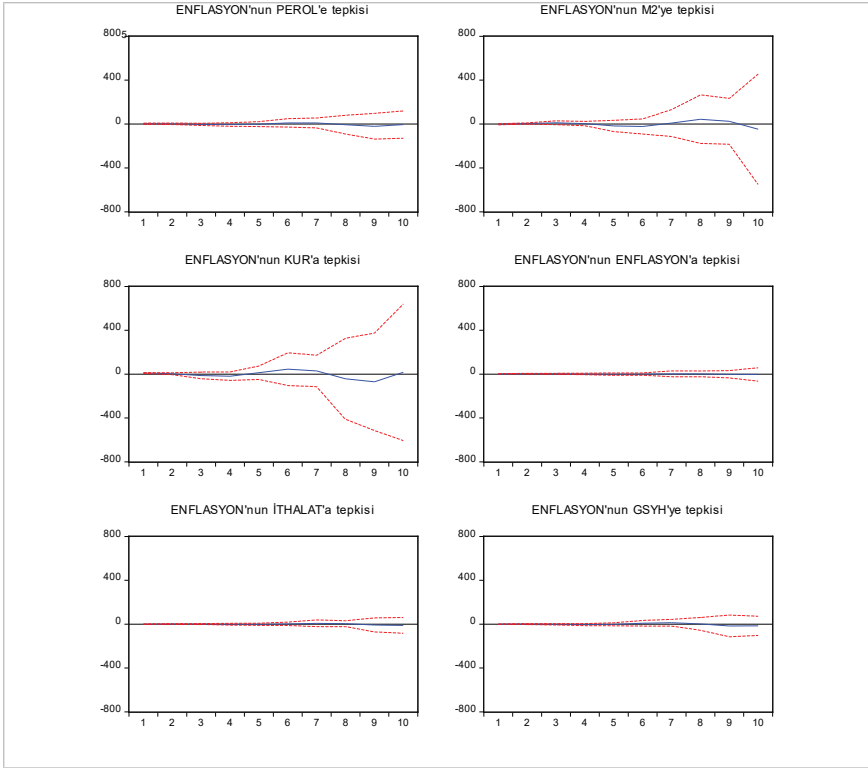 ENFLASYON'nun PEROL'e tepkisi
ENFLASYON'nun M2'ye tepkisi
8005
400
0
-400
-800
1 2 3 4 5 6 7 8 9 10
800
400
0
-400
-800
1 2 3 4 5 6 7 8 9 10
ENFLASYON'nun KUR'a tepkisi
ENFLASYON'nun ENFLASYON'a tepkisi
800
400
0
-400
-800
1 2 3 4 5 6 7 8 9 10
800
400
0
-400
-800
1 2 3 4 5 6 7 8 9 10
ENFLASYON'nun İTHALAT'a tepkisi
ENFLASYON'nun GSYH'ye tepkisi
800
400
0
-400
-800
1 2 3 4 5 6 7 8 9 10
800
400
0
-400
-800
1 2 3 4 5 6 7 8 9 10